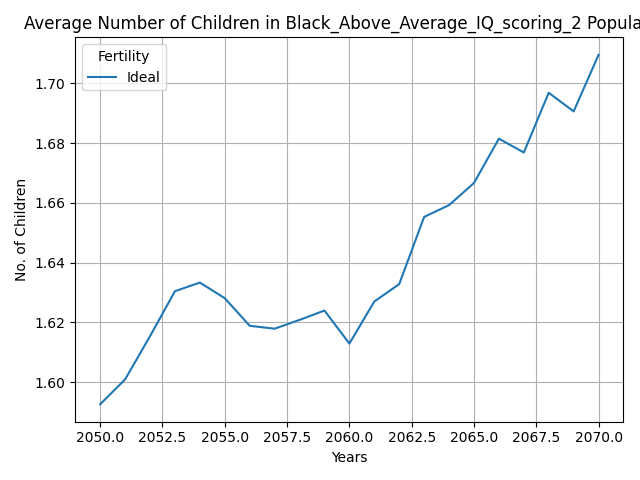 Average Number of Children in Black_Above_Average_IQ_scoring_2 Popula
Fertility
Ideal
No. of Children
1.70
1.68
1.66
1.64
1.62
1.60
2050.0 2052.5 2055.0 2057.5 2060.0 2062.5 2065.0 2067.5 2070.0
Years